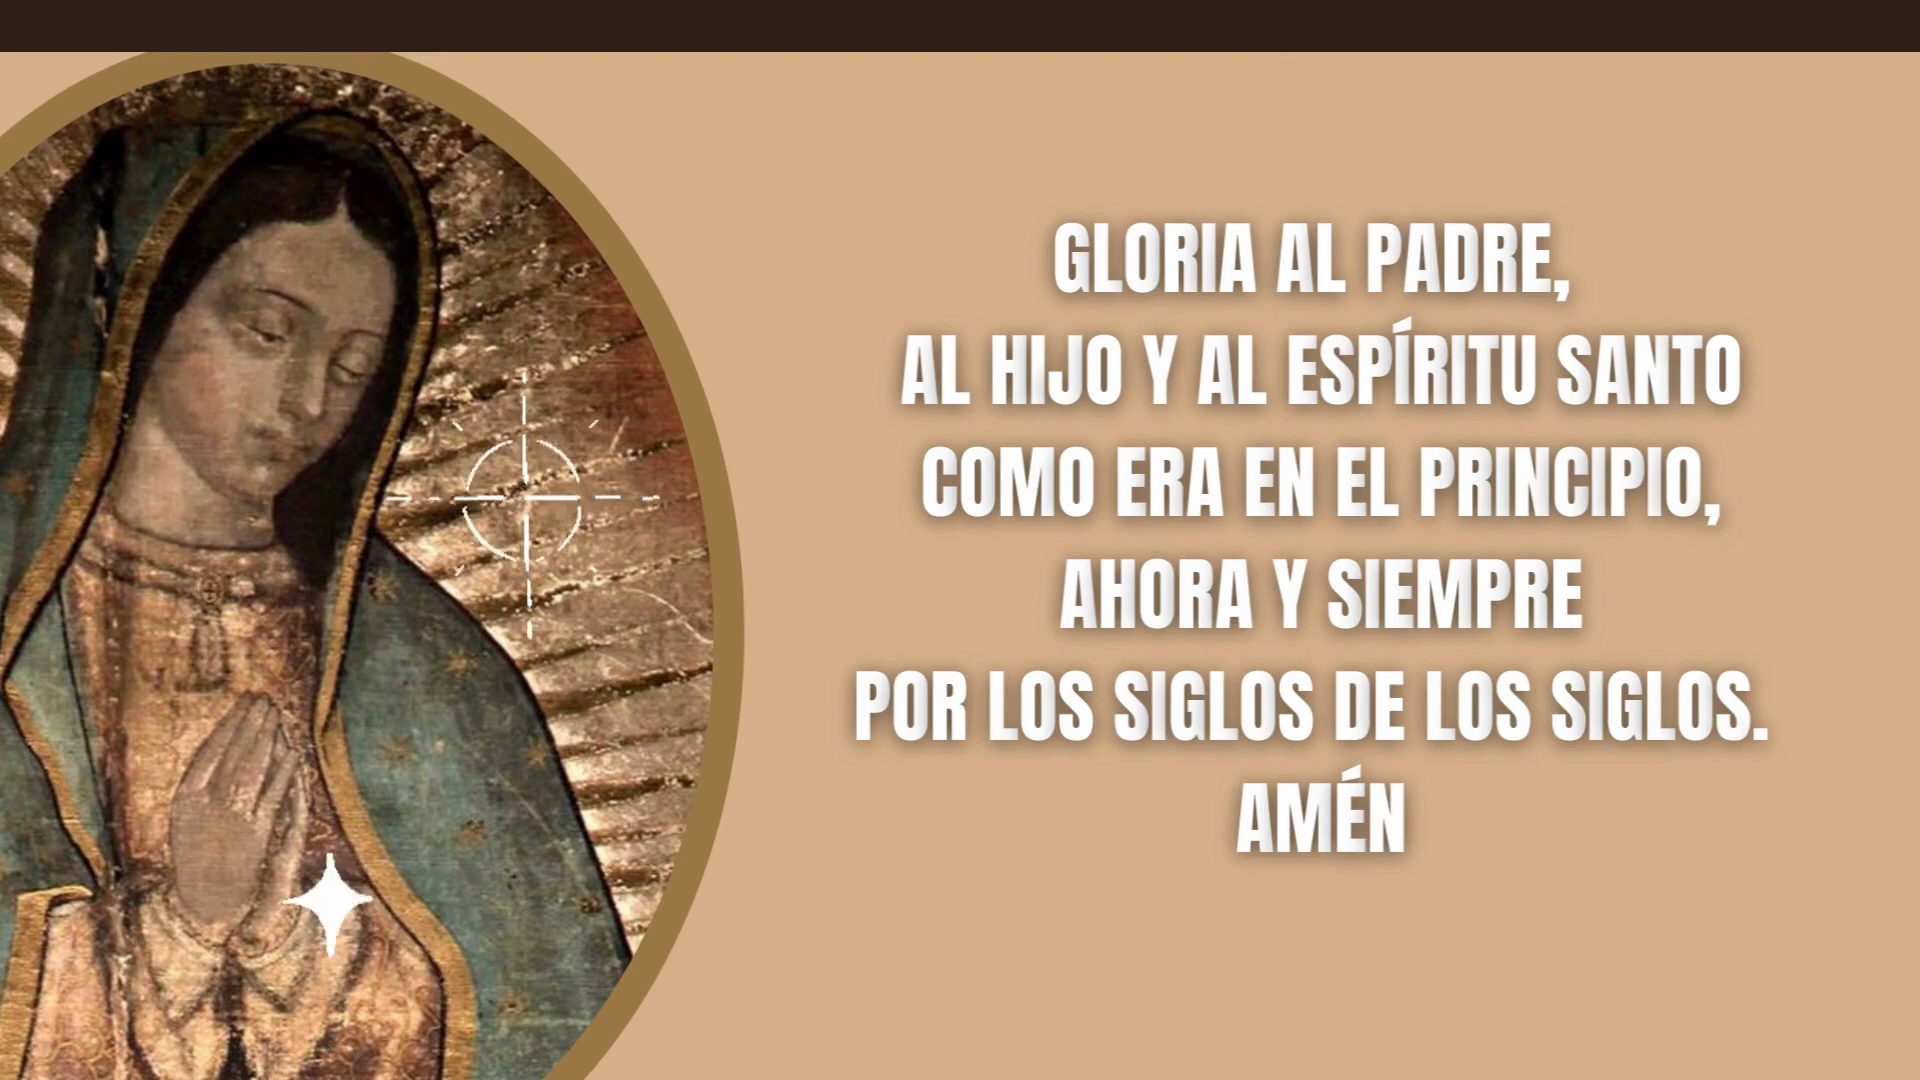 GLORIA AL PADRE,
AL HIJO Y AL ESPÍRITU SANTO
COMO ERA EN EL PRINCIPIO,
AHORA Y SIEMPRE
POR LOS SIGLOS DE LOS SIGLOS.
AMÉN